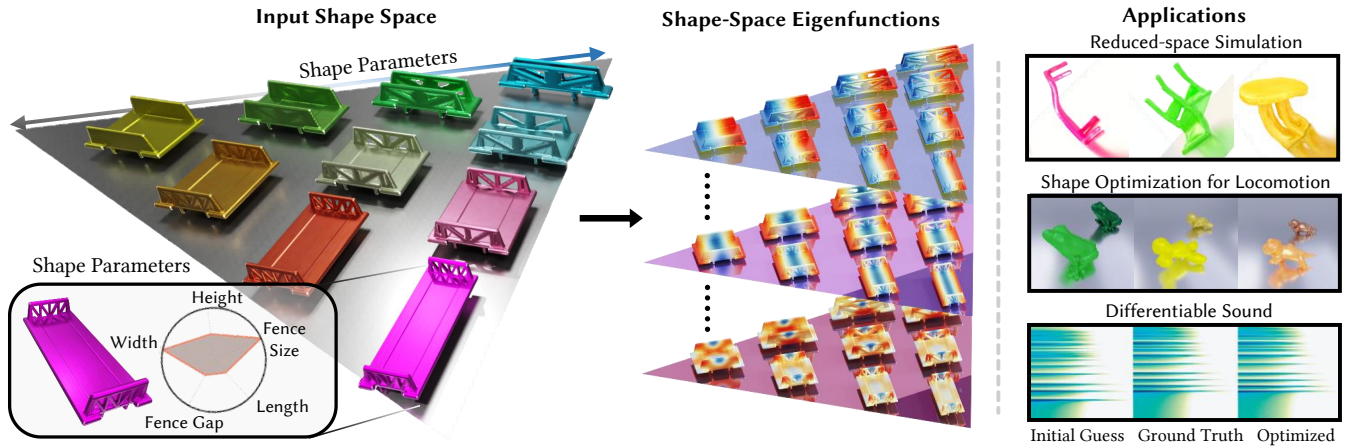 Input Shape Space
Shape Parameters
Shape Parameters
Height
Width
Fence
Size
Length
Fence Gap
Shape-Space Eigenfunctions
Applications
Reduced-space Simulation
Shape Optimization for Locomotion
Differentiable Sound
Initial Guess
Ground Truth
Optimized